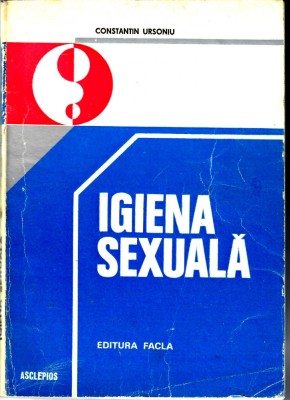 CONSTANTIN URSONIU
IGIENA
SEXUALĂ
EDITURA FACLA
ASCLEPIOS